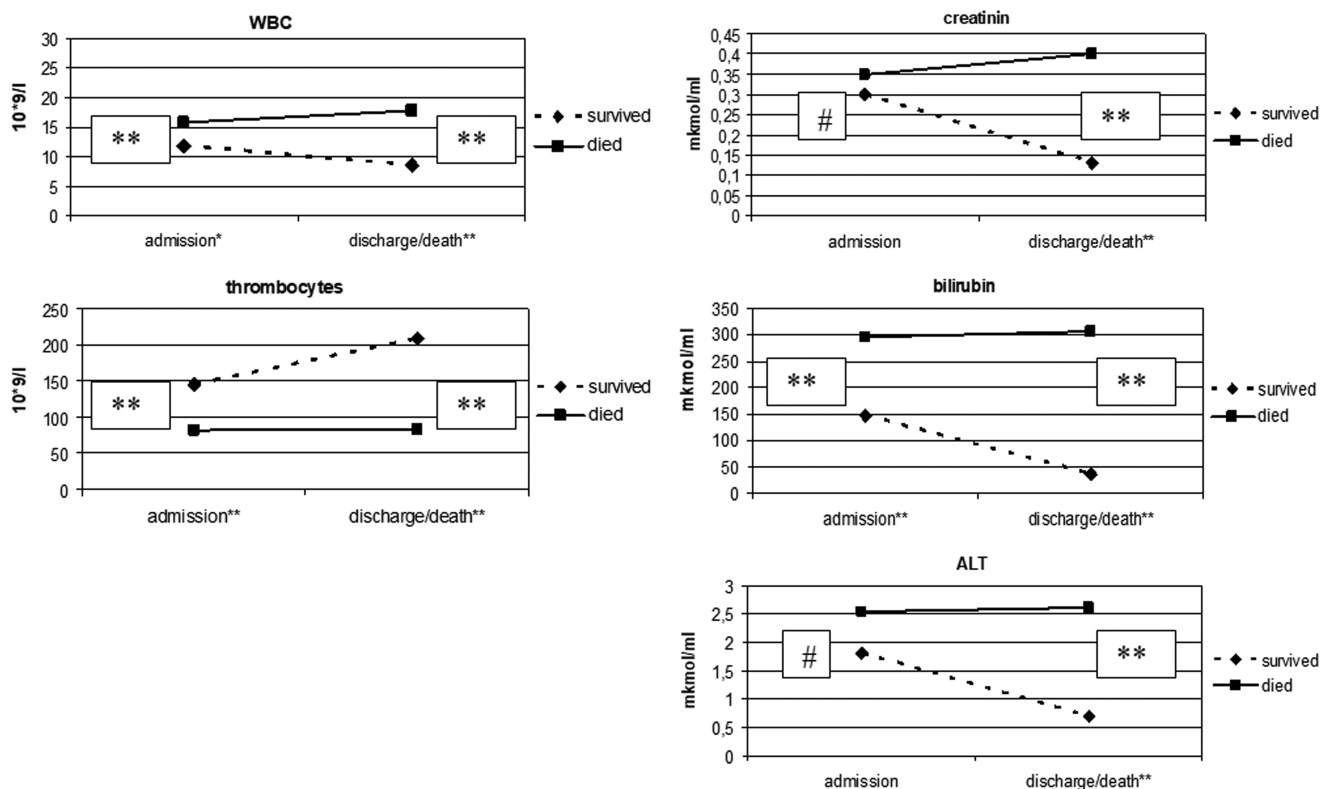 WBC
10*9/l
30
25
20
15
10
5
0
**
**
admission*
discharge/death**
survived
died
creatinin
mkmol/ml
0,45
0,4
0,35
0,3
0,25
0,2
0,15
0,1
0,05
0
#
**
admission
discharge/death**
survived
died
thrombocytes
10*9/l
250
200
150
100
50
0
**
**
admission**
discharge/death**
survived
died
bilirubin
mkmol/ml
350
300
250
200
150
100
50
0
**
**
admission**
discharge/death**
survived
died
ALT
mkmol/ml
3
2,5
2
1,5
1
0,5
0
#
**
admission
discharge/death**
survived
died